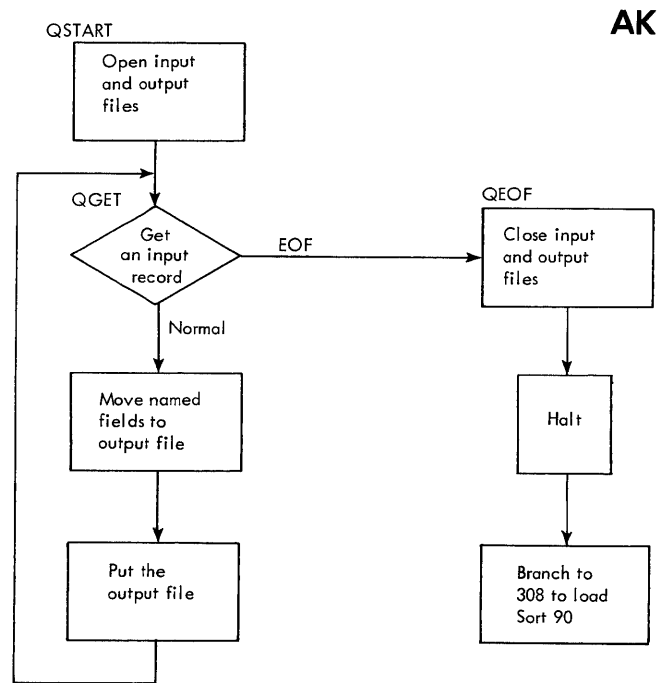 AK
QSTART
Open input
and output
files
QGET
Get
an input
record
EOF
Normal
Move named
fields to
output file
Put the
output file
QEOF
Close input
and output
files
Halt
Branch to
308 to load
Sort 90